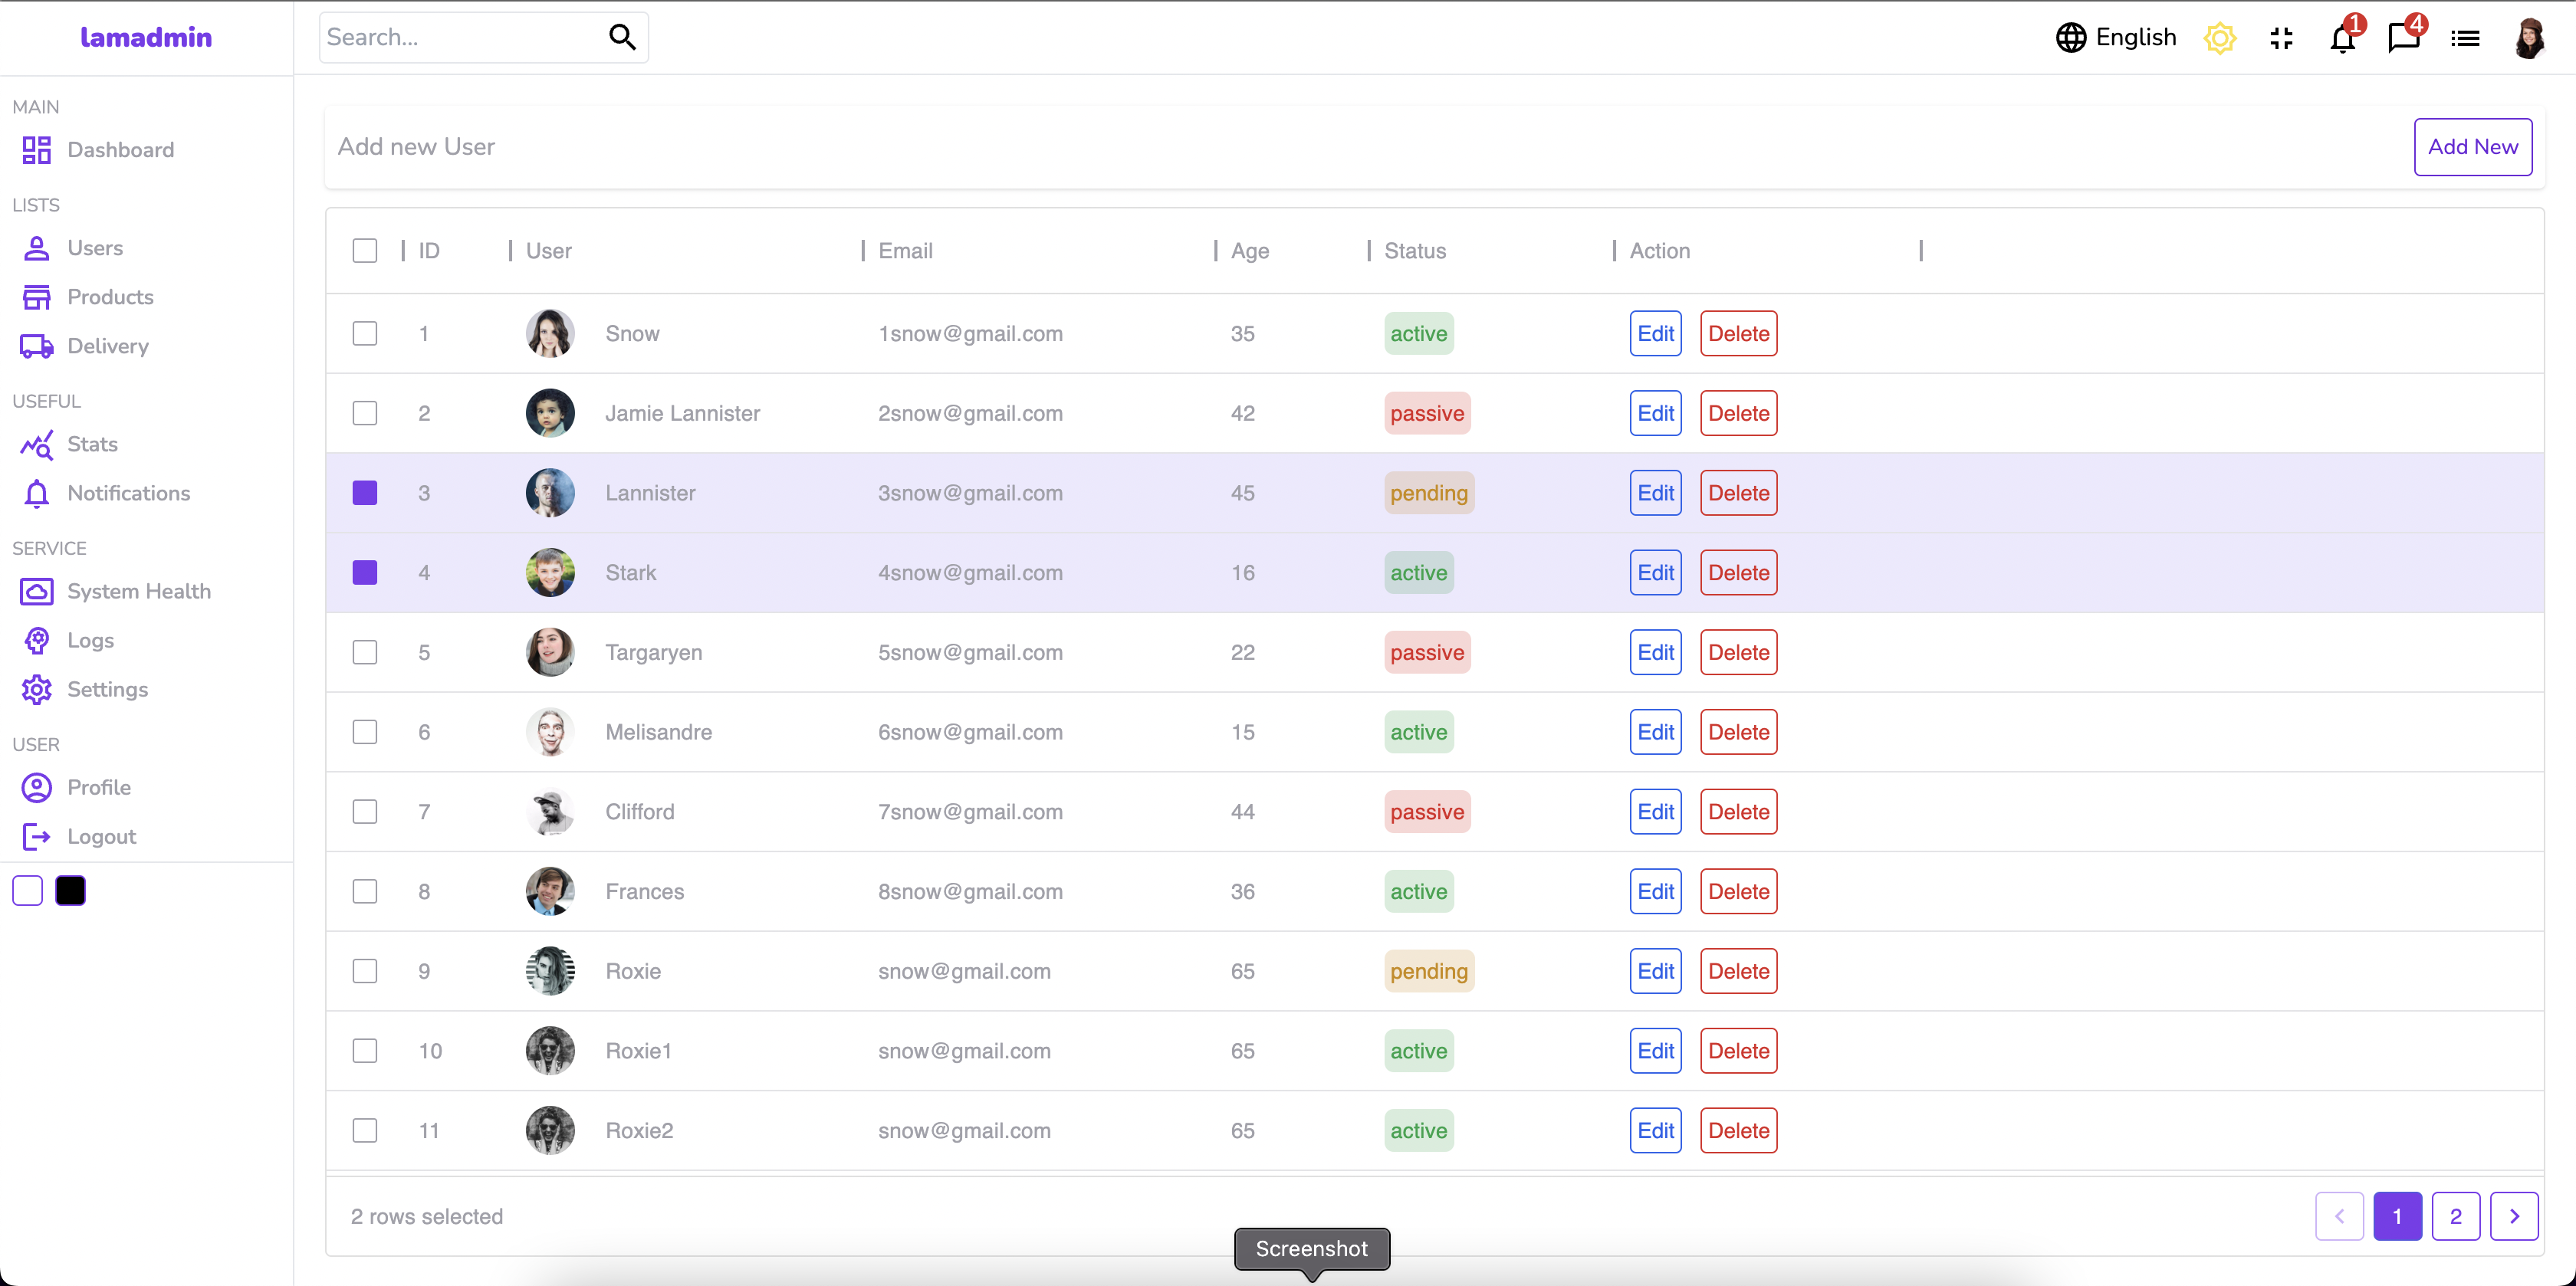 lamadmin
Search...
English
1
4
MAIN
Dashboard
LISTS
Users
Products
Delivery
USEFUL
Stats
Notifications
SERVICE
System Health
Logs
Settings
USER
Profile
Logout
Add new User
Add New
ID User Email Age Status Action
1 Snow 1snow@gmail.com 35 active Edit Delete
2 Jamie Lannister 2snow@gmail.com 42 passive Edit Delete
3 Lannister 3snow@gmail.com 45 pending Edit Delete
4 Stark 4snow@gmail.com 16 active Edit Delete
5 Targaryen 5snow@gmail.com 22 passive Edit Delete
6 Melisandre 6snow@gmail.com 15 active Edit Delete
7 Clifford 7snow@gmail.com 44 passive Edit Delete
8 Frances 8snow@gmail.com 36 active Edit Delete
9 Roxie snow@gmail.com 65 pending Edit Delete
10 Roxie1 snow@gmail.com 65 active Edit Delete
11 Roxie2 snow@gmail.com 65 active Edit Delete
2 rows selected
1 2
Screenshot